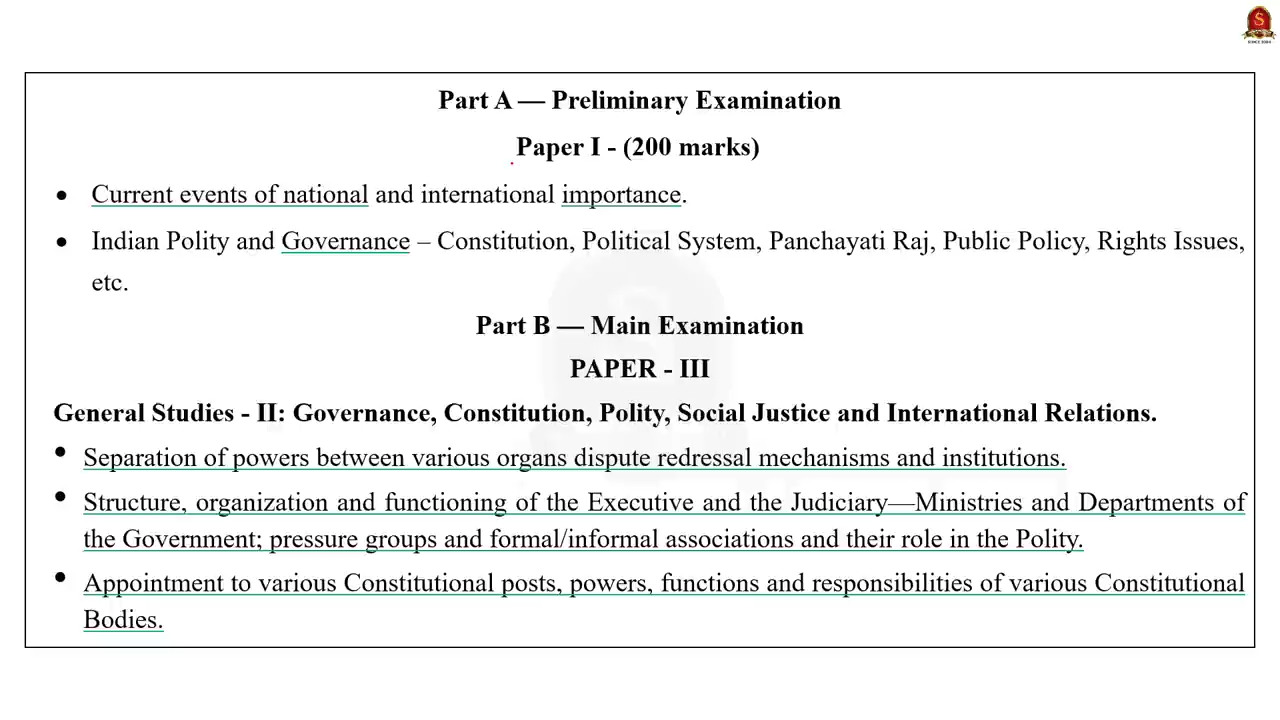 S
SINCE 2004
Part A — Preliminary Examination
Paper I - (200 marks)
• Current events of national and international importance.
• Indian Polity and Governance – Constitution, Political System, Panchayati Raj, Public Policy, Rights Issues,
etc.
Part B — Main Examination
PAPER - III
General Studies - II: Governance, Constitution, Polity, Social Justice and International Relations.
• Separation of powers between various organs dispute redressal mechanisms and institutions.
• Structure, organization and functioning of the Executive and the Judiciary—Ministries and Departments of
the Government; pressure groups and formal/informal associations and their role in the Polity.
• Appointment to various Constitutional posts, powers, functions and responsibilities of various Constitutional
Bodies.